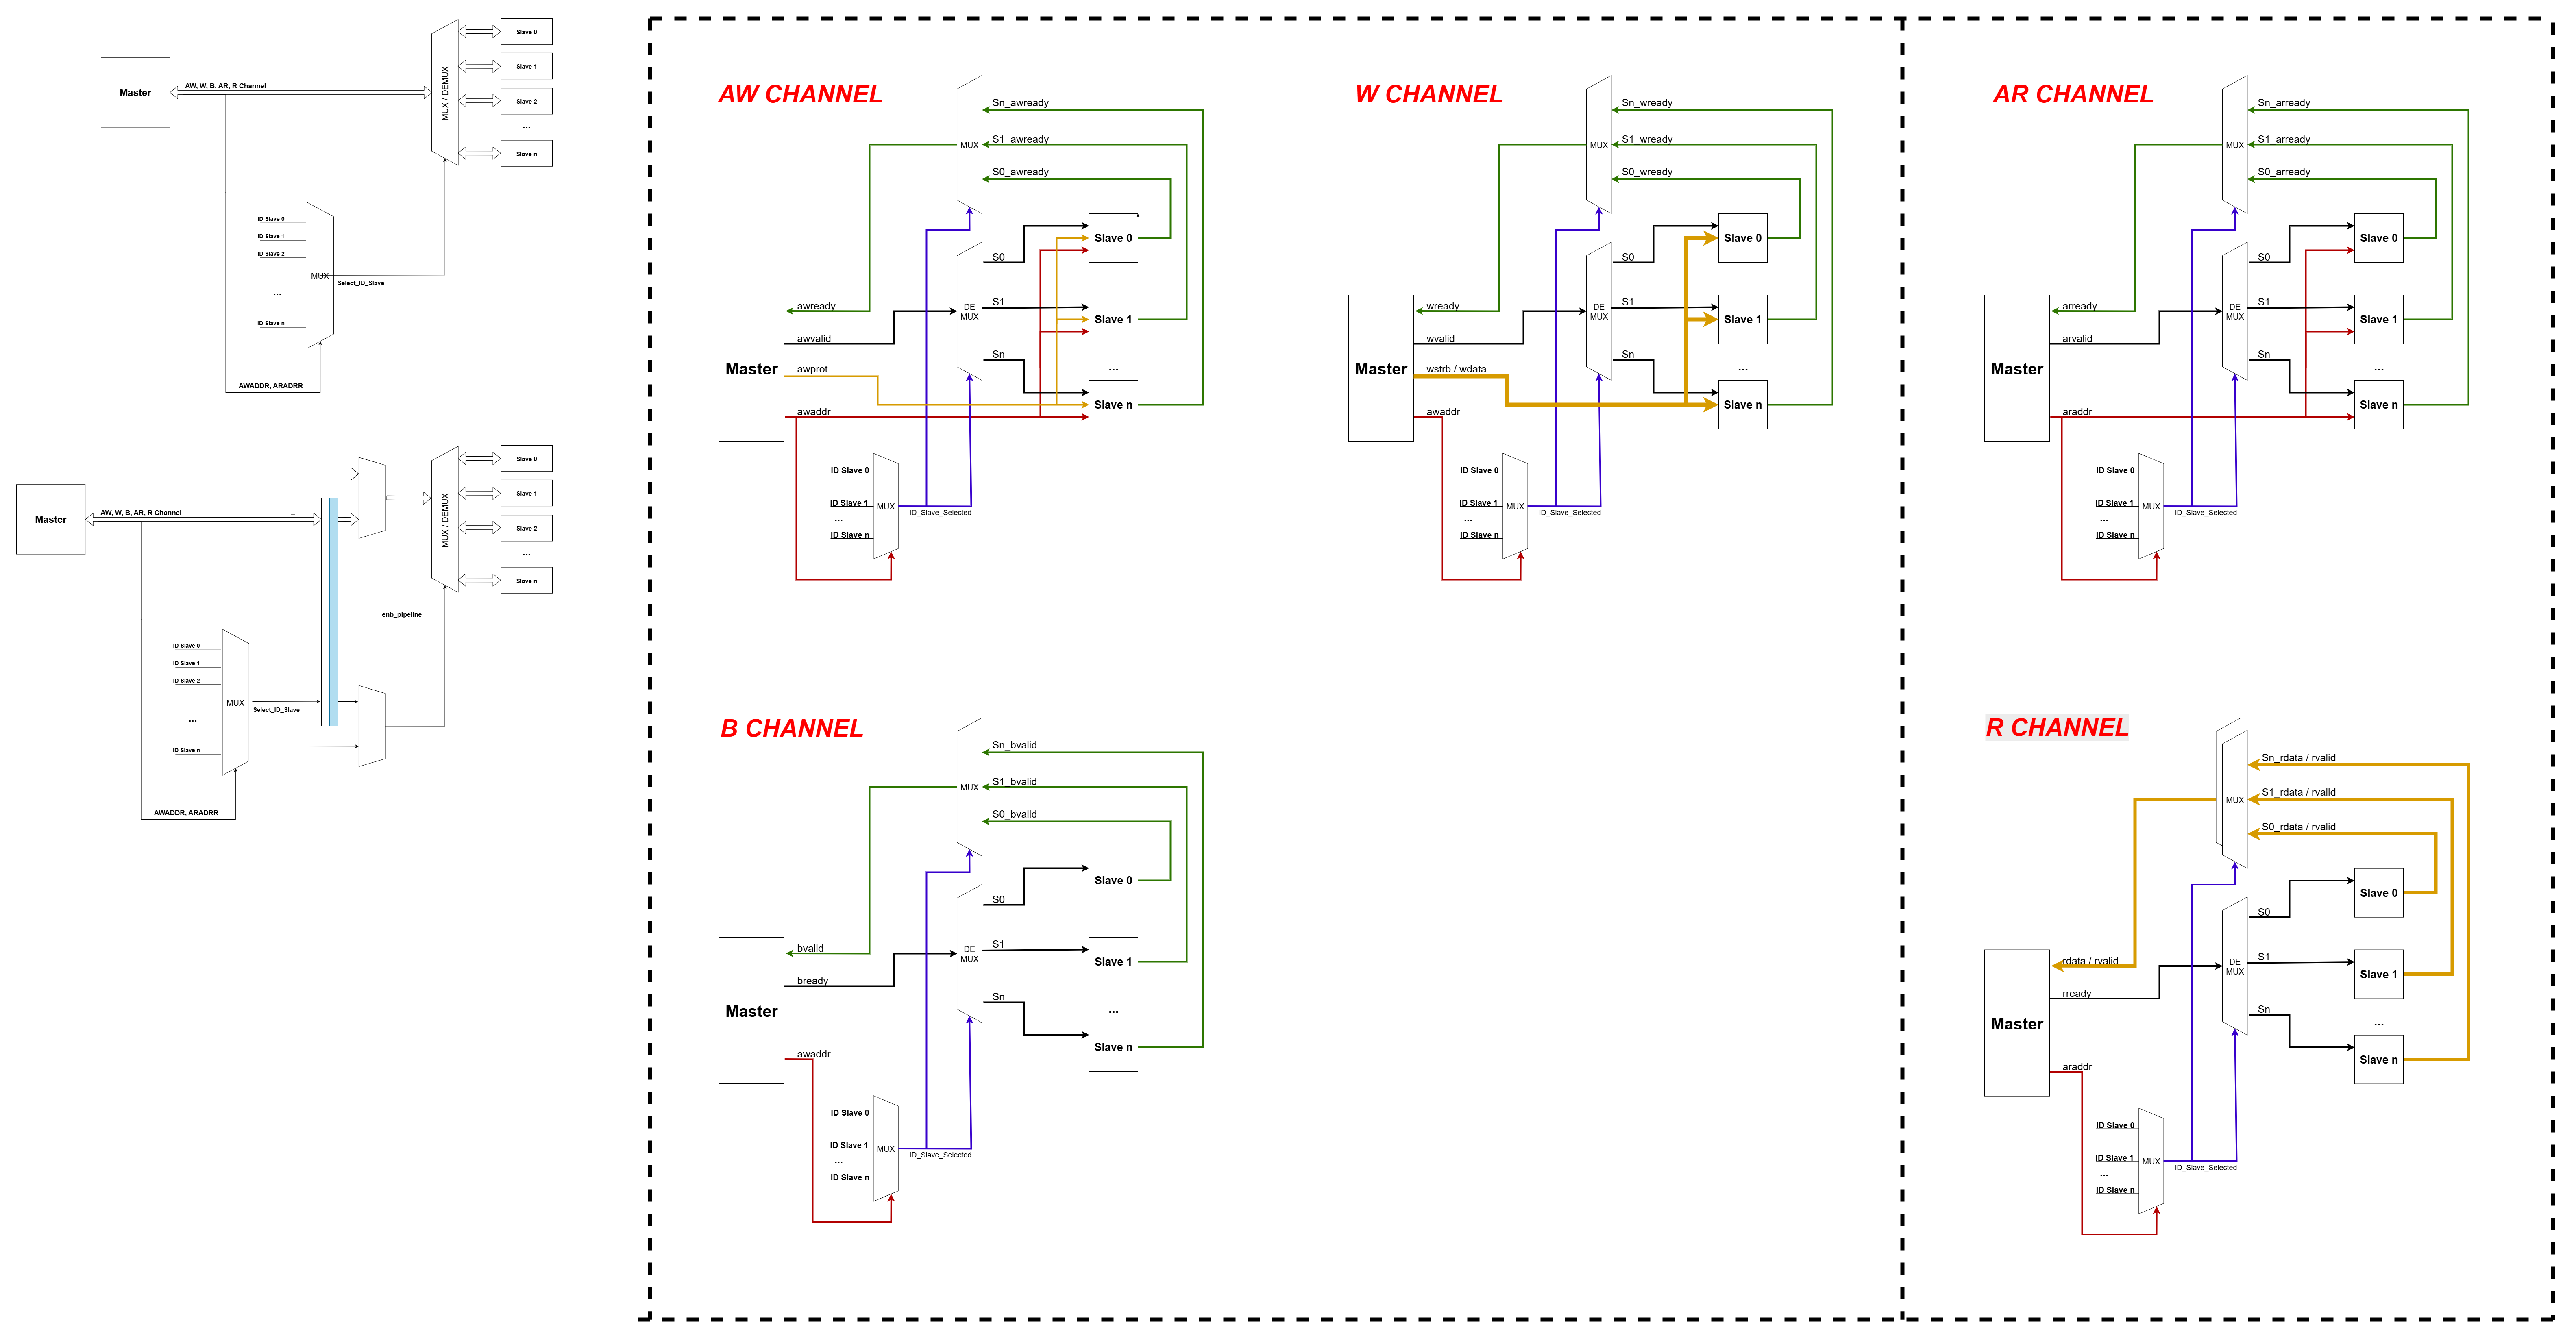 Master
AW, W, B, AR, R Channel
MUX / DEMUX
Slave 0
Slave 1
Slave 2
...
Slave n
ID Slave 0
ID Slave 1
ID Slave 2
...
ID Slave n
MUX
Select_ID_Slave
AWADDR, ARADRR
Master
AW, W, B, AR, R Channel
MUX / DEMUX
Slave 0
Slave 1
Slave 2
...
Slave n
enb_pipeline
ID Slave 0
ID Slave 1
ID Slave 2
...
ID Slave n
MUX
Select_ID_Slave
AWADDR, ARADRR
AW CHANNEL
Sn_awready
S1_awready
S0_awready
MUX
Slave 0
Slave 1
...
Slave n
S0
S1
Sn
DE
MUX
Master
awready
awvalid
awprot
awaddr
ID Slave 0
ID Slave 1
...
ID Slave n
MUX
ID_Slave_Selected
W CHANNEL
Sn_wready
S1_wready
S0_wready
MUX
Slave 0
Slave 1
...
Slave n
S0
S1
Sn
DE
MUX
Master
wready
wvalid
wstrb / wdata
awaddr
ID Slave 0
ID Slave 1
...
ID Slave n
MUX
ID_Slave_Selected
AR CHANNEL
Sn_arready
S1_arready
S0_arready
MUX
Slave 0
Slave 1
...
Slave n
S0
S1
Sn
DE
MUX
Master
arready
arvalid
araddr
ID Slave 0
ID Slave 1
...
ID Slave n
MUX
ID_Slave_Selected
B CHANNEL
Sn_bvalid
S1_bvalid
S0_bvalid
MUX
Slave 0
Slave 1
...
Slave n
S0
S1
Sn
DE
MUX
Master
bvalid
bready
awaddr
ID Slave 0
ID Slave 1
...
ID Slave n
MUX
ID_Slave_Selected
R CHANNEL
Sn_rdata / rvalid
S1_rdata / rvalid
S0_rdata / rvalid
MUX
Slave 0
Slave 1
...
Slave n
S0
S1
Sn
DE
MUX
Master
rdata / rvalid
rready
araddr
ID Slave 0
ID Slave 1
...
ID Slave n
MUX
ID_Slave_Selected